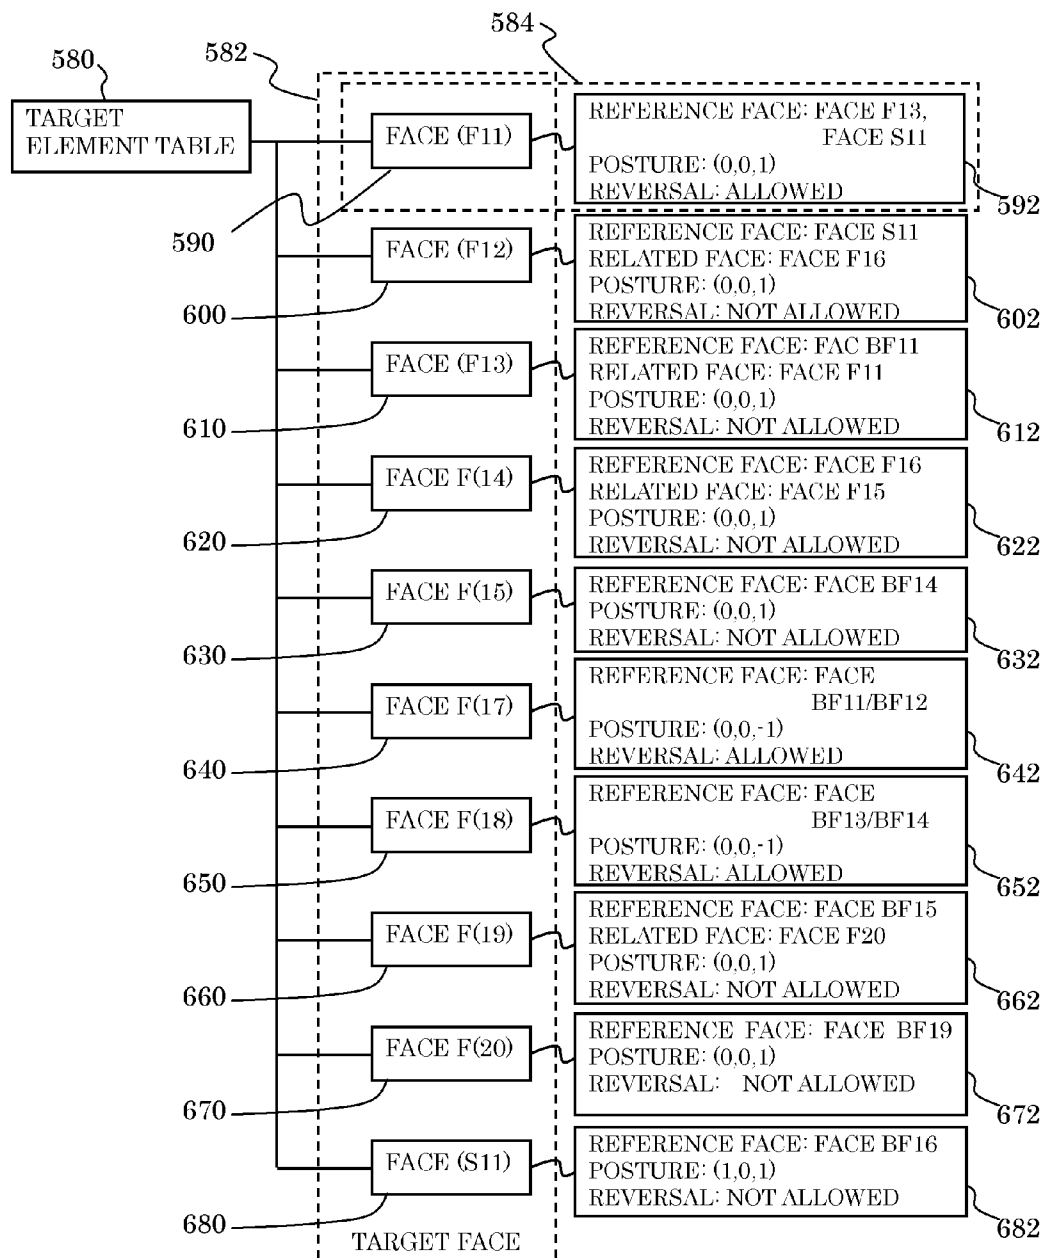 584
582
580
TARGET
ELEMENT TABLE
FACE (F11)
REFERENCE FACE: FACE F13,
FACE S11
POSTURE: (0,0,1)
REVERSAL: ALLOWED
590
592
FACE (F12)
REFERENCE FACE: FACE S11
RELATED FACE: FACE F16
POSTURE: (0,0,1)
REVERSAL: NOT ALLOWED
600
602
FACE (F13)
REFERENCE FACE: FAC BF11
RELATED FACE: FACE F11
POSTURE: (0,0,1)
REVERSAL: NOT ALLOWED
610
612
FACE F(14)
REFERENCE FACE: FACE F16
RELATED FACE: FACE F15
POSTURE: (0,0,1)
REVERSAL: NOT ALLOWED
620
622
FACE F(15)
REFERENCE FACE: FACE BF14
POSTURE: (0,0,1)
REVERSAL: NOT ALLOWED
630
632
FACE F(17)
REFERENCE FACE: FACE
BF11/BF12
POSTURE: (0,0,-1)
REVERSAL: ALLOWED
640
642
FACE F(18)
REFERENCE FACE: FACE
BF13/BF14
POSTURE: (0,0,-1)
REVERSAL: ALLOWED
650
652
FACE F(19)
REFERENCE FACE: FACE BF15
RELATED FACE: FACE F20
POSTURE: (0,0,1)
REVERSAL: NOT ALLOWED
660
662
FACE F(20)
REFERENCE FACE: FACE BF19
POSTURE: (0,0,1)
REVERSAL: NOT ALLOWED
670
672
FACE (S11)
REFERENCE FACE: FACE BF16
POSTURE: (1,0,1)
REVERSAL: NOT ALLOWED
680
682
TARGET FACE